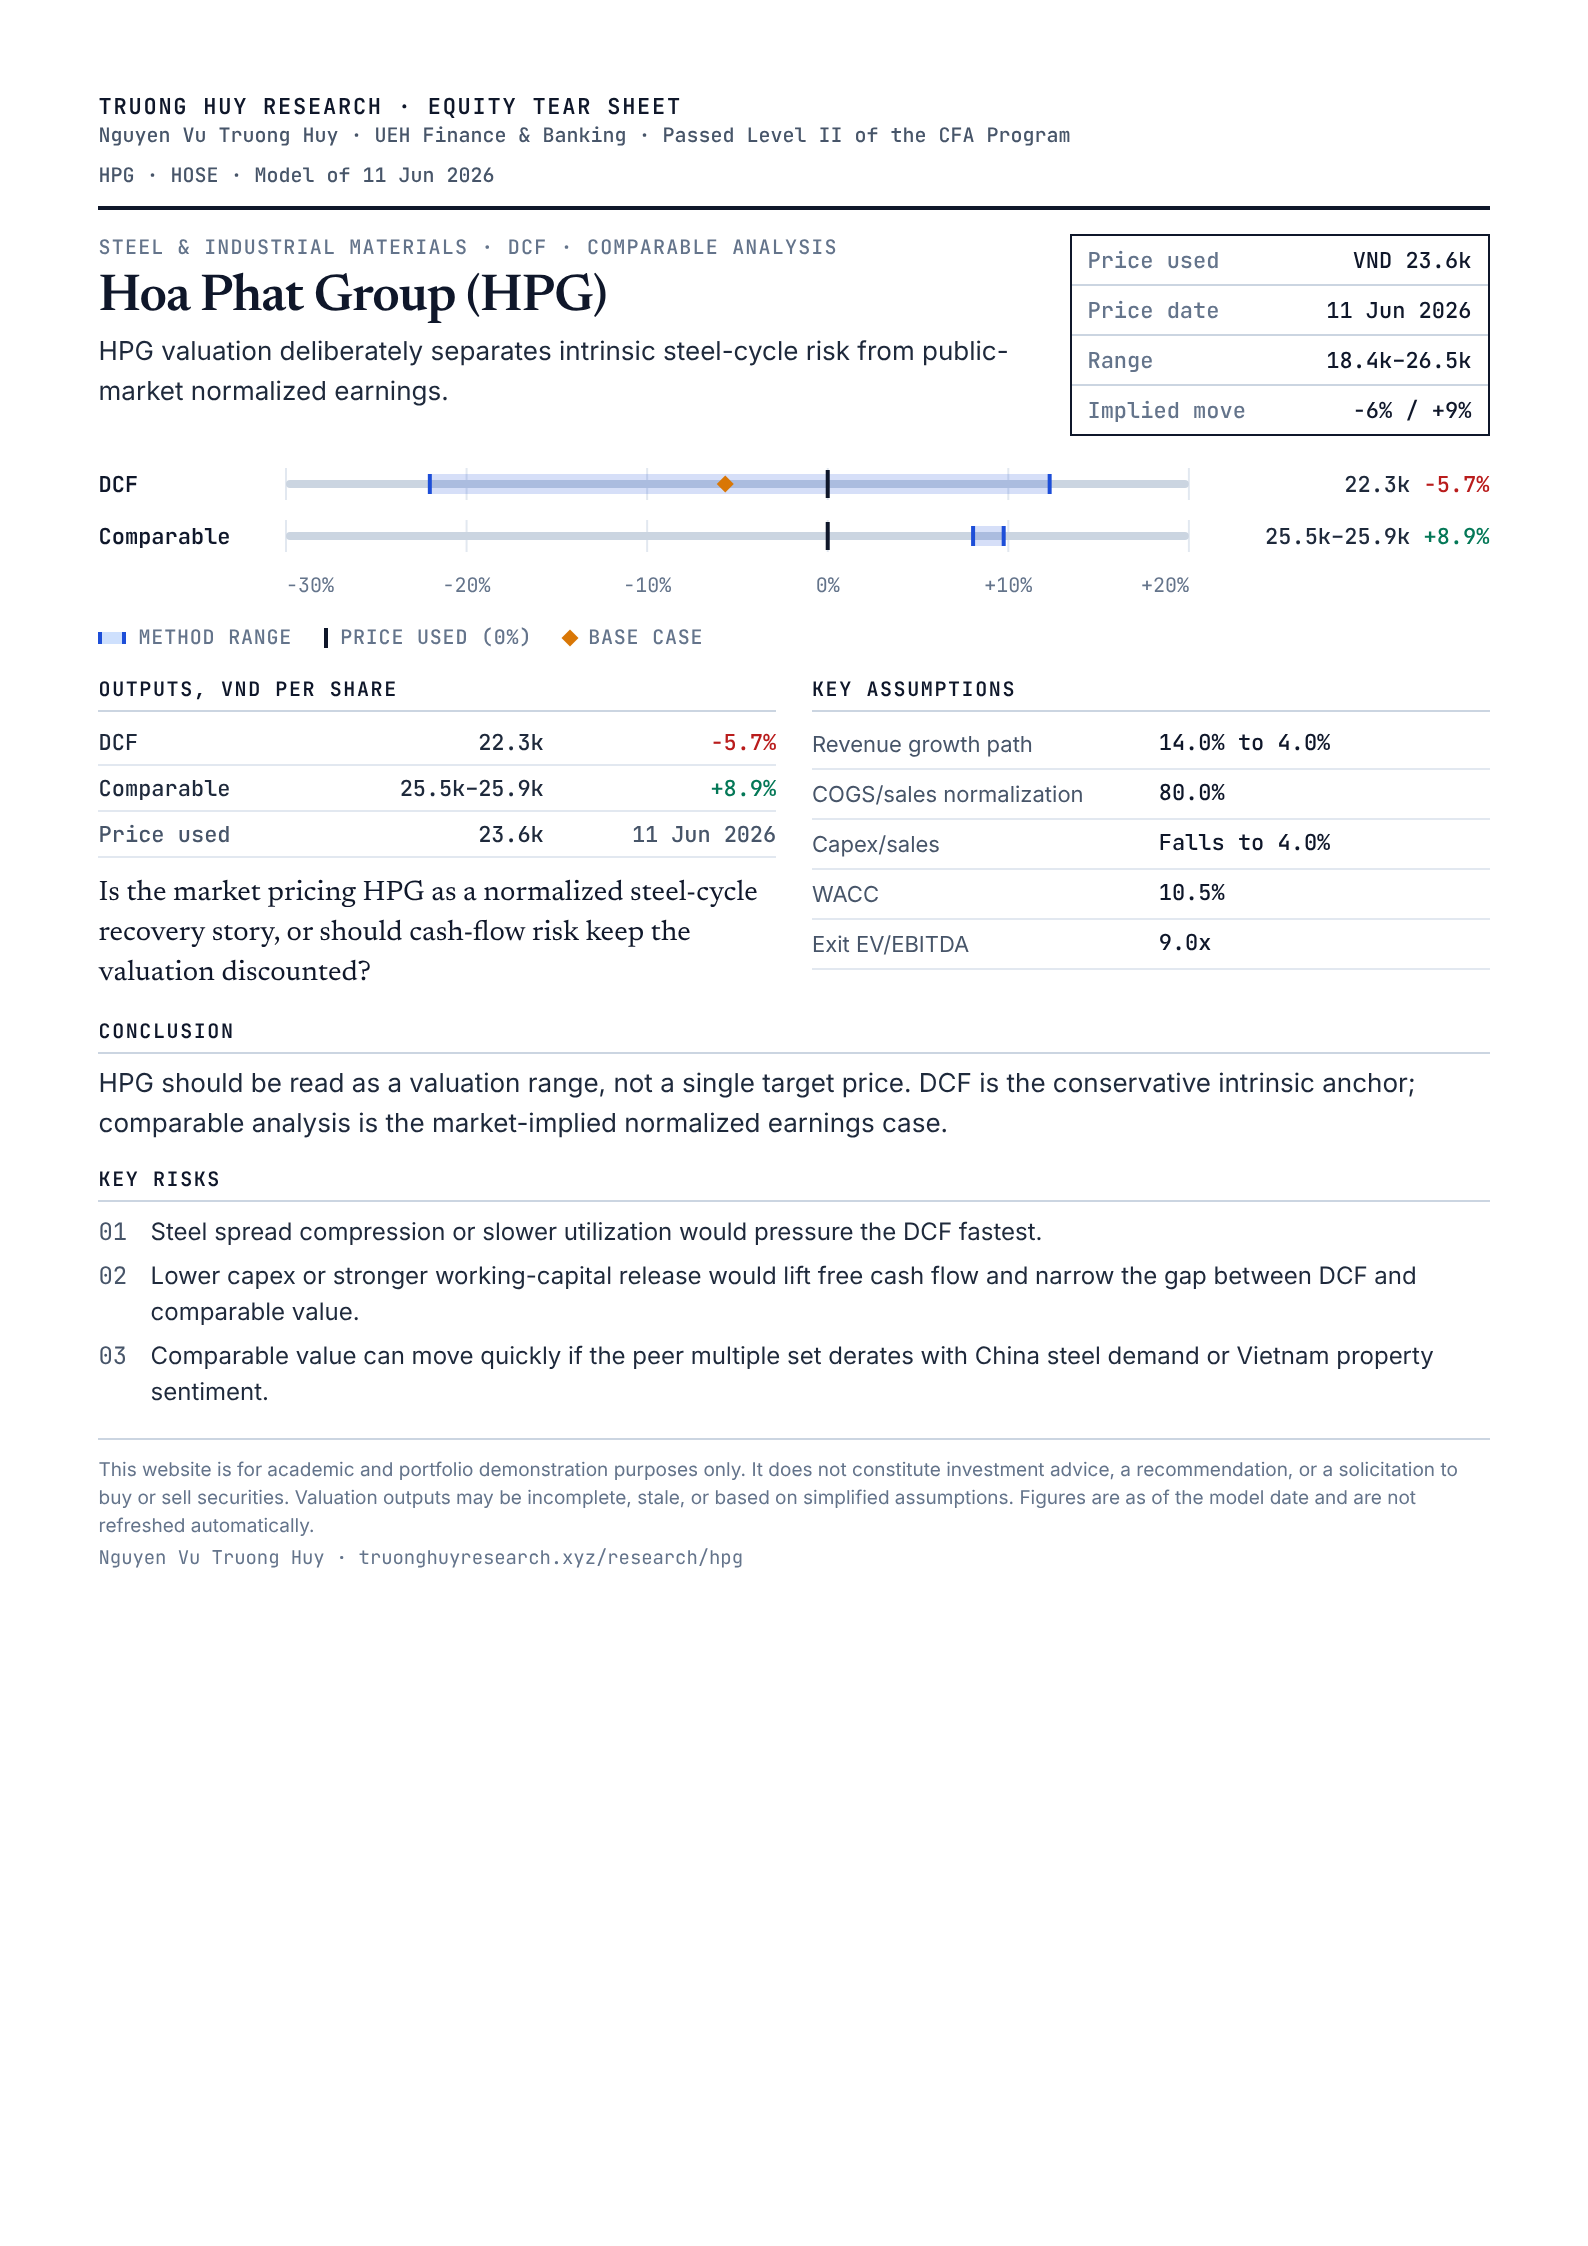 TRUONG HUY RESEARCH · EQUITY TEAR SHEET
Nguyen Vu Truong Huy · UEH Finance & Banking · Passed Level II of the CFA Program
HPG · HOSE · Model of 11 Jun 2026
STEEL & INDUSTRIAL MATERIALS · DCF · COMPARABLE ANALYSIS
Hoa Phat Group (HPG)
HPG valuation deliberately separates intrinsic steel-cycle risk from public-
market normalized earnings.
Price used VND 23.6k
Price date 11 Jun 2026
Range 18.4k–26.5k
Implied move -6% / +9%
DCF 22.3k -5.7%
Comparable 25.5k–25.9k +8.9%
-30% -20% -10% 0% +10% +20%
METHOD RANGE PRICE USED (0%) BASE CASE
OUTPUTS, VND PER SHARE
DCF 22.3k -5.7%
Comparable 25.5k–25.9k +8.9%
Price used 23.6k 11 Jun 2026
Is the market pricing HPG as a normalized steel-cycle
recovery story, or should cash-flow risk keep the
valuation discounted?
KEY ASSUMPTIONS
Revenue growth path 14.0% to 4.0%
COGS/sales normalization 80.0%
Capex/sales Falls to 4.0%
WACC 10.5%
Exit EV/EBITDA 9.0x
CONCLUSION
HPG should be read as a valuation range, not a single target price. DCF is the conservative intrinsic anchor;
comparable analysis is the market-implied normalized earnings case.
KEY RISKS
01 Steel spread compression or slower utilization would pressure the DCF fastest.
02 Lower capex or stronger working-capital release would lift free cash flow and narrow the gap between DCF and
comparable value.
03 Comparable value can move quickly if the peer multiple set derates with China steel demand or Vietnam property
sentiment.
This website is for academic and portfolio demonstration purposes only. It does not constitute investment advice, a recommendation, or a solicitation to
buy or sell securities. Valuation outputs may be incomplete, stale, or based on simplified assumptions. Figures are as of the model date and are not
refreshed automatically.
Nguyen Vu Truong Huy · truonghuyresearch.xyz/research/hpg